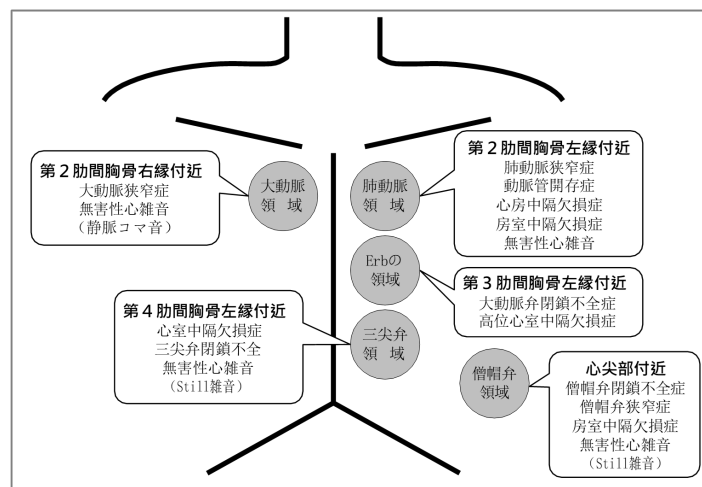 第２肋間胸骨右縁付近
大動脈狭窄症
無害性心雑音
（静脈コマ音）
大動脈
領　域
肺動脈
領　域
第２肋間胸骨左縁付近
肺動脈狭窄症
動脈管開存症
心房中隔欠損症
房室中隔欠損症
無害性心雑音
Erbの
領域
第３肋間胸骨左縁付近
大動脈弁閉鎖不全症
高位心室中隔欠損症
第４肋間胸骨左縁付近
心室中隔欠損症
三尖弁閉鎖不全
無害性心雑音
（Still雑音）
三尖弁
領　域
僧帽弁
領域
心尖部付近
僧帽弁閉鎖不全症
僧帽弁狭窄症
房室中隔欠損症
無害性心雑音
（Still雑音）